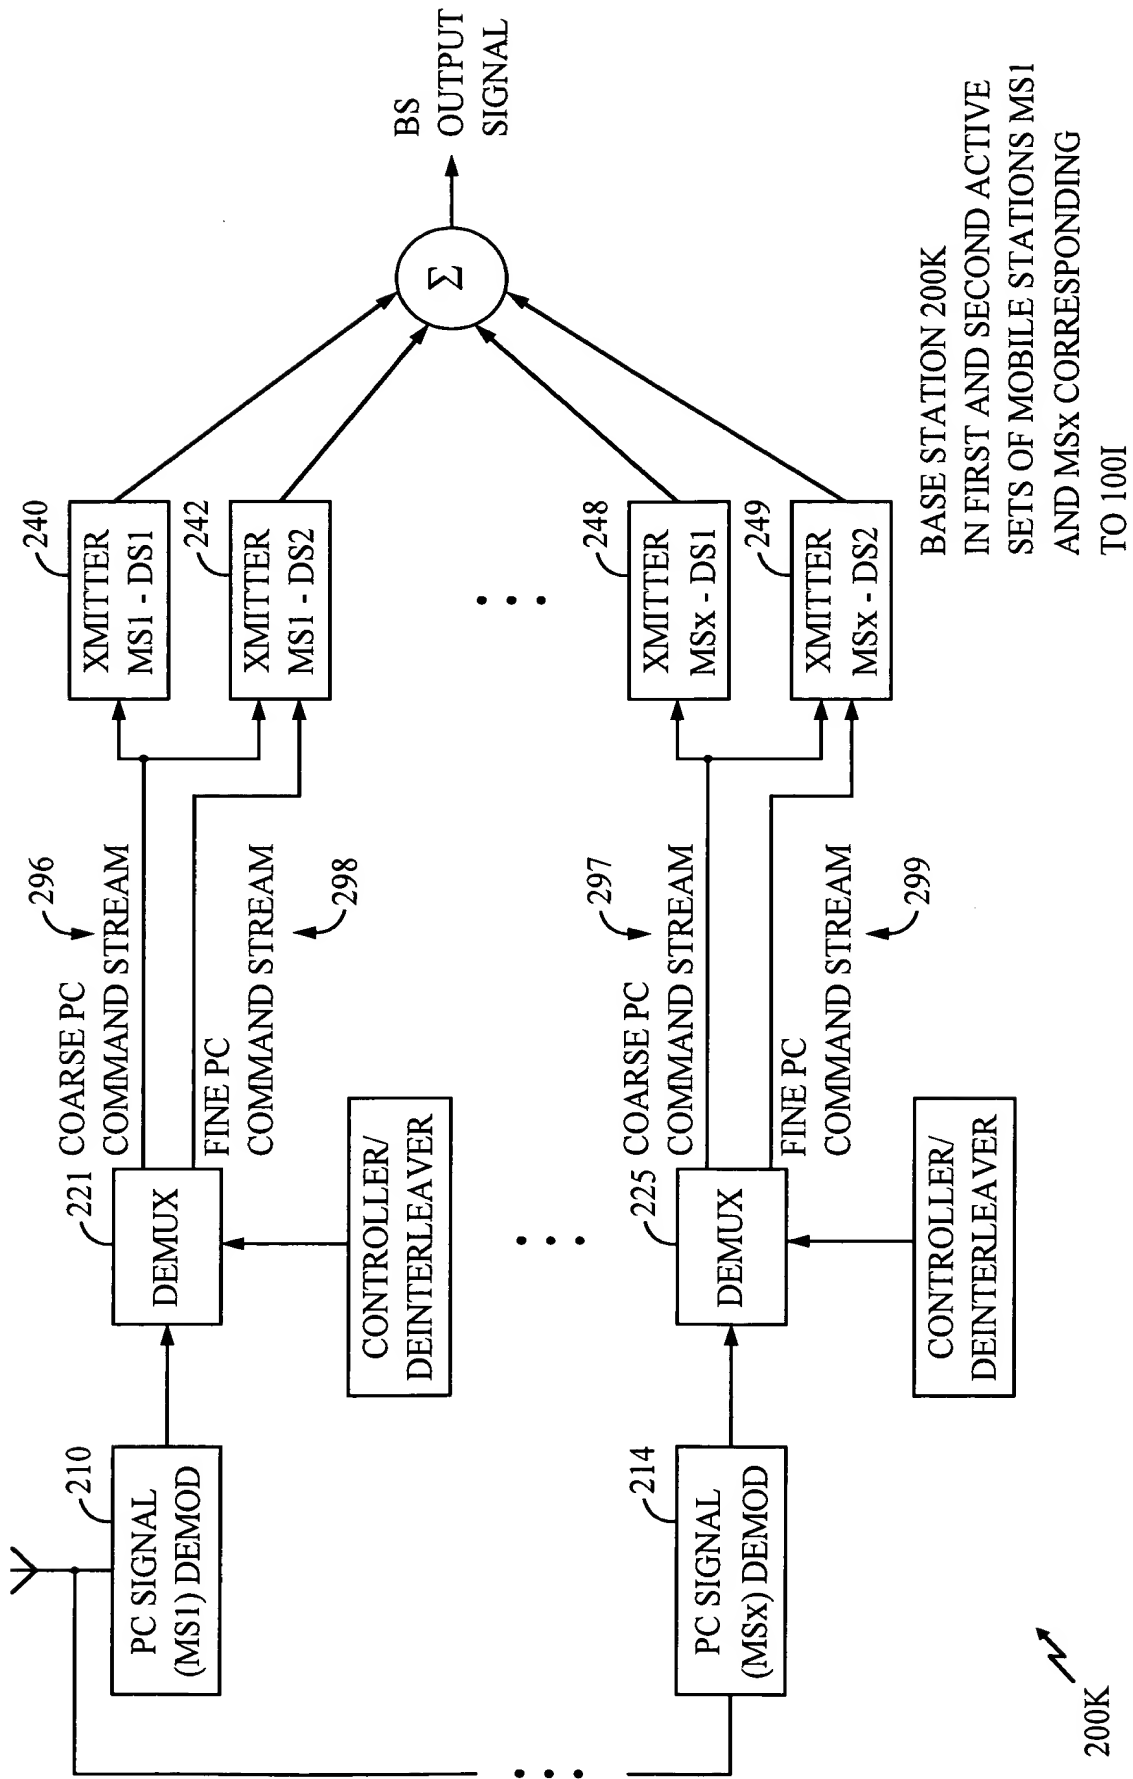 210
PC SIGNAL
(MS1) DEMOD
221
DEMUX
CONTROLLER/
DEINTERLEAVER
COARSE PC
COMMAND STREAM
296
FINE PC
COMMAND STREAM
298
240
XMITTER
MS1 - DS1
242
XMITTER
MS1 - DS2
214
PC SIGNAL
(MSx) DEMOD
225
DEMUX
CONTROLLER/
DEINTERLEAVER
COARSE PC
COMMAND STREAM
297
FINE PC
COMMAND STREAM
299
248
XMITTER
MSx - DS1
249
XMITTER
MSx - DS2
Σ
BS
OUTPUT
SIGNAL
200K
BASE STATION 200K
IN FIRST AND SECOND ACTIVE
SETS OF MOBILE STATIONS MS1
AND MSx CORRESPONDING
TO 100I